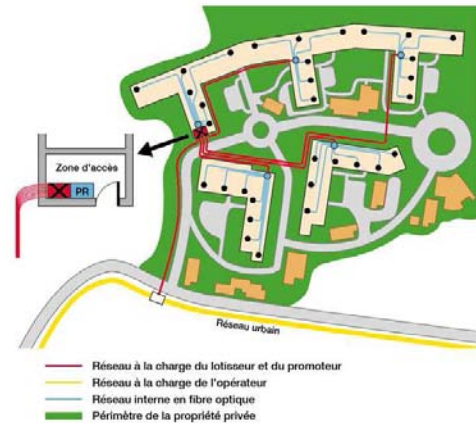 Zone d'accès
PR
Réseau urbain
Réseau à la charge du lotisseur et du promoteur
Réseau à la charge de l'opérateur
Réseau interne en fibre optique
Périmètre de la propriété privée